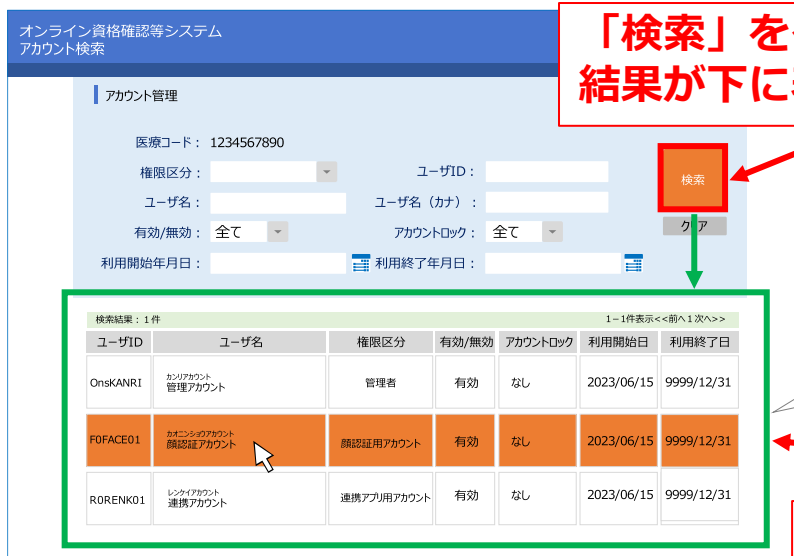 オンライン資格確認等システム
アカウント検索
「検索」を
結果が下に
アカウント管理
医療コード： 1234567890
権限区分： ユーザID：
検索
ユーザ名： ユーザ名（カナ）：
クリア
有効/無効： 全て アカウントロック： 全て
利用開始年月日： 利用終了年月日：
検索結果：1件 1－1件表示<<前へ1次へ>>
ユーザID ユーザ名 権限区分 有効/無効 アカウントロック 利用開始日 利用終了日
カンリアカウント
OnsKANRI 管理アカウント 管理者 有効 なし 2023/06/15 9999/12/31
カオニンショウアカウント
F0FACE01 顔認証アカウント 顔認証用アカウント 有効 なし 2023/06/15 9999/12/31
レンケイアカウント
R0RENK01 連携アカウント 連携アプリ用アカウント 有効 なし 2023/06/15 9999/12/31